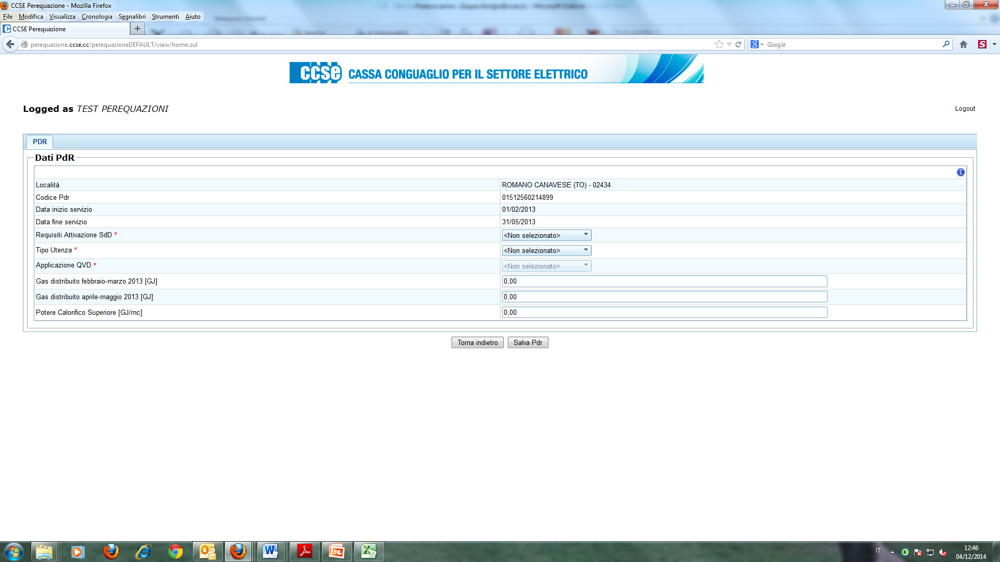 CCSE Perequazione - Mozilla Firefox
File Modifica Visualizza Cronologia Segnalibri Strumenti Aiuto
CCSE Perequazione
perequazione.ccse.cc/perequazioneDEFAULT/view/home.zul
Google
ccse CASSA CONGUAGLIO PER IL SETTORE ELETTRICO
Logged as TEST PEREQUAZIONI
Logout
PDR
Dati PdR
Località ROMANO CANAVESE (TO) - 02434
Codice Pdr 01512560214899
Data inizio servizio 01/02/2013
Data fine servizio 31/05/2013
Requisiti Attivazione SdD * <Non selezionato>
Tipo Utenza * <Non selezionato>
Applicazione QVD * <Non selezionato>
Gas distribuito febbraio-marzo 2013 [GJ] 0,00
Gas distribuito aprile-maggio 2013 [GJ] 0,00
Potere Calorifico Superiore [GJ/mc] 0,00
Torna indietro Salva Pdr
IT
12:46
04/12/2014